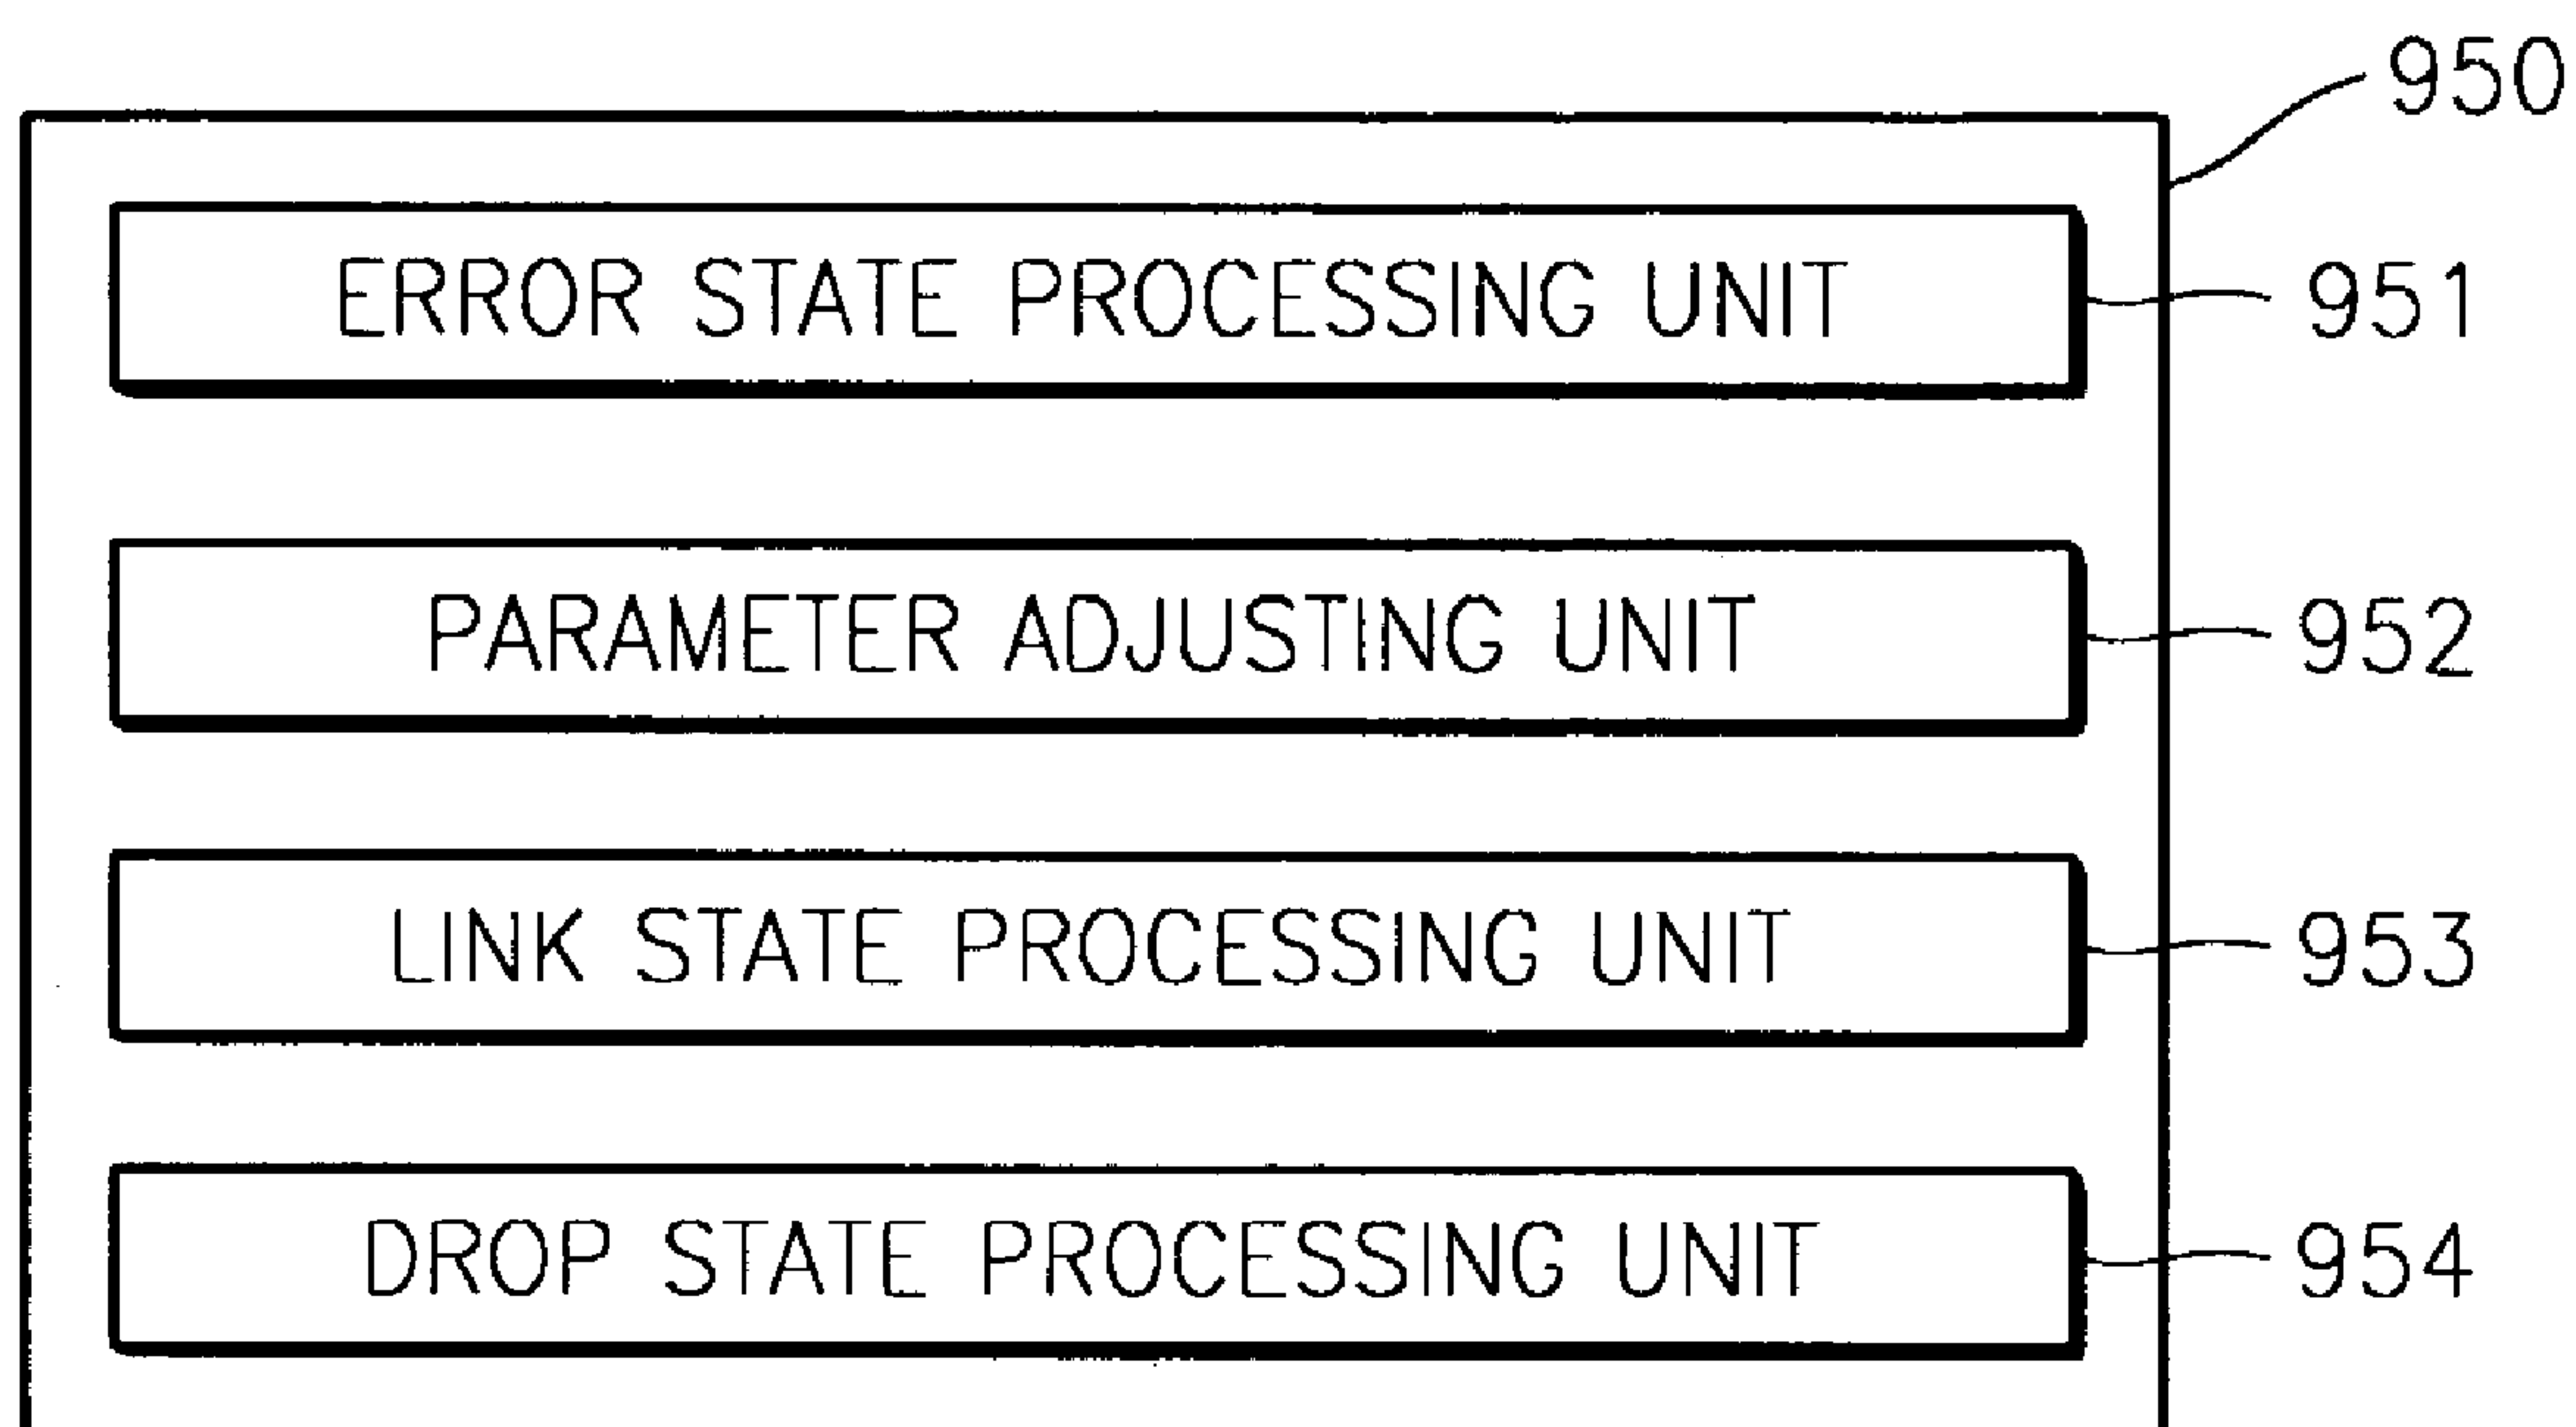 950
ERROR STATE PROCESSING UNIT 951
PARAMETER ADJUSTING UNIT 952
LINK STATE PROCESSING UNIT 953
DROP STATE PROCESSING UNIT 954